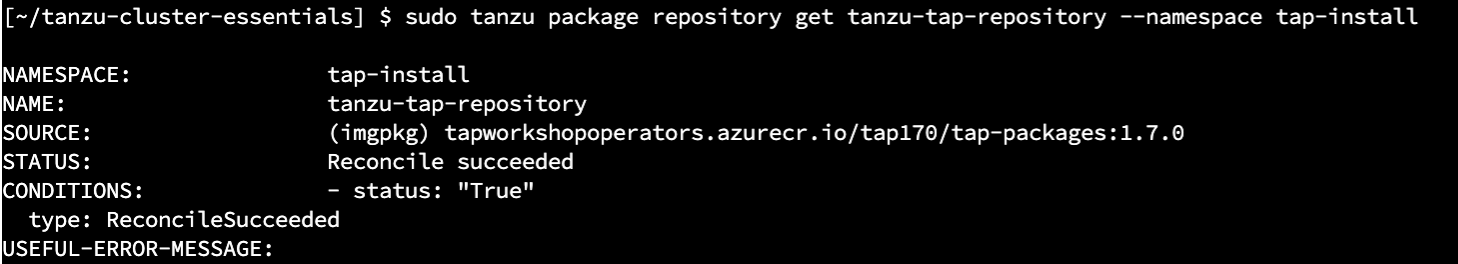 [~/tanzu-cluster-essentials] $ sudo tanzu package repository get tanzu-tap-repository --namespace tap-install
NAMESPACE: tap-install
NAME: tanzu-tap-repository
SOURCE: (imgpkg) tapworkshopoperators.azurecr.io/tap170/tap-packages:1.7.0
STATUS: Reconcile succeeded
CONDITIONS: - status: "True"
type: ReconcileSucceeded
USEFUL-ERROR-MESSAGE: